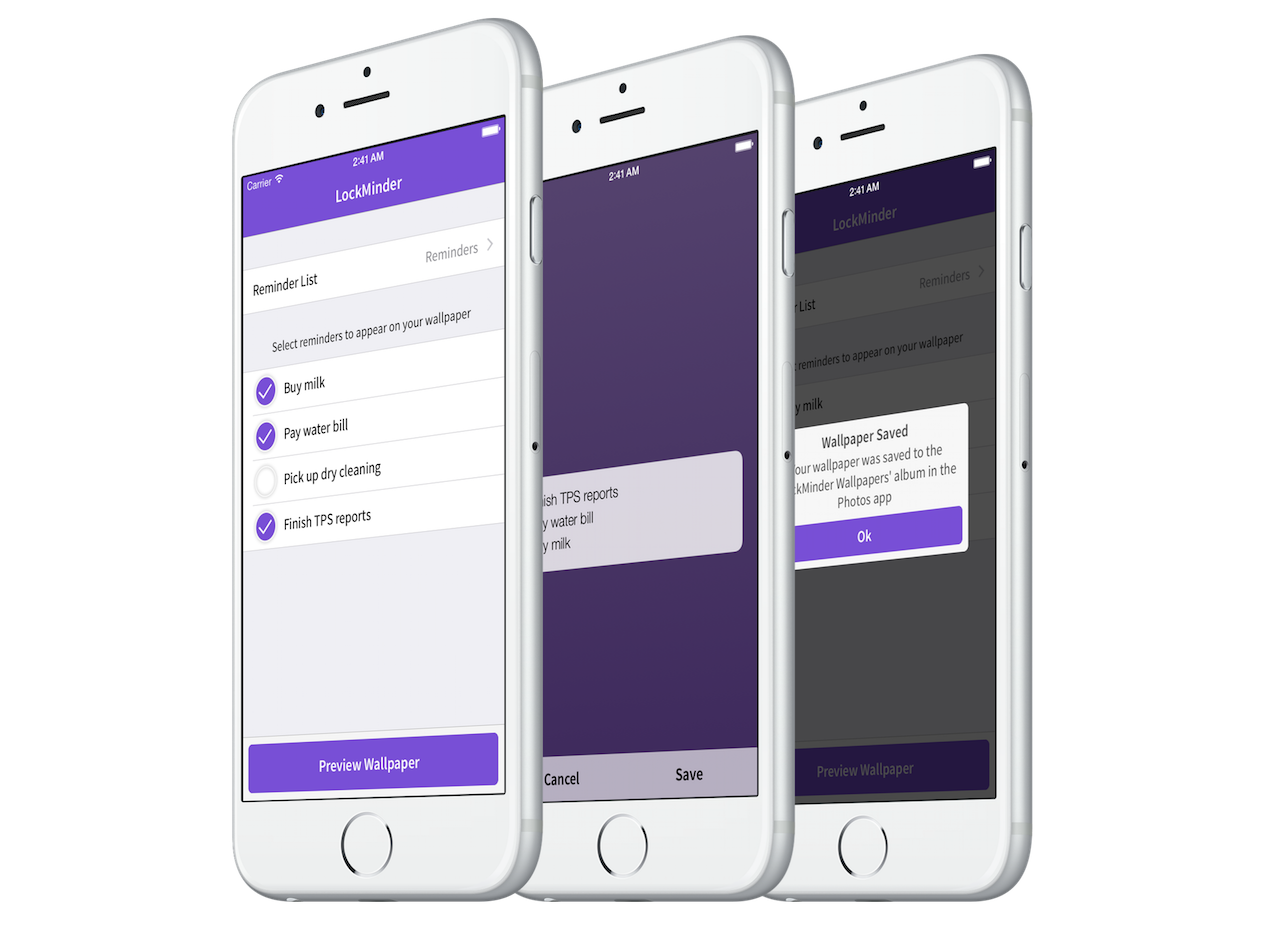 2:41 AM
Carrier
LockMinder
Reminder List
Reminders
Select reminders to appear on your wallpaper
Buy milk
Pay water bill
Pick up dry cleaning
Finish TPS reports
Preview Wallpaper
2:41 AM
ish TPS reports
y water bill
y milk
Cancel
Save
2:41 AM
LockMinder
r List
Reminders
reminders to appear on your wallpaper
y milk
Wallpaper Saved
our wallpaper was saved to the
kMinder Wallpapers' album in the
Photos app
Ok
Preview Wallpaper